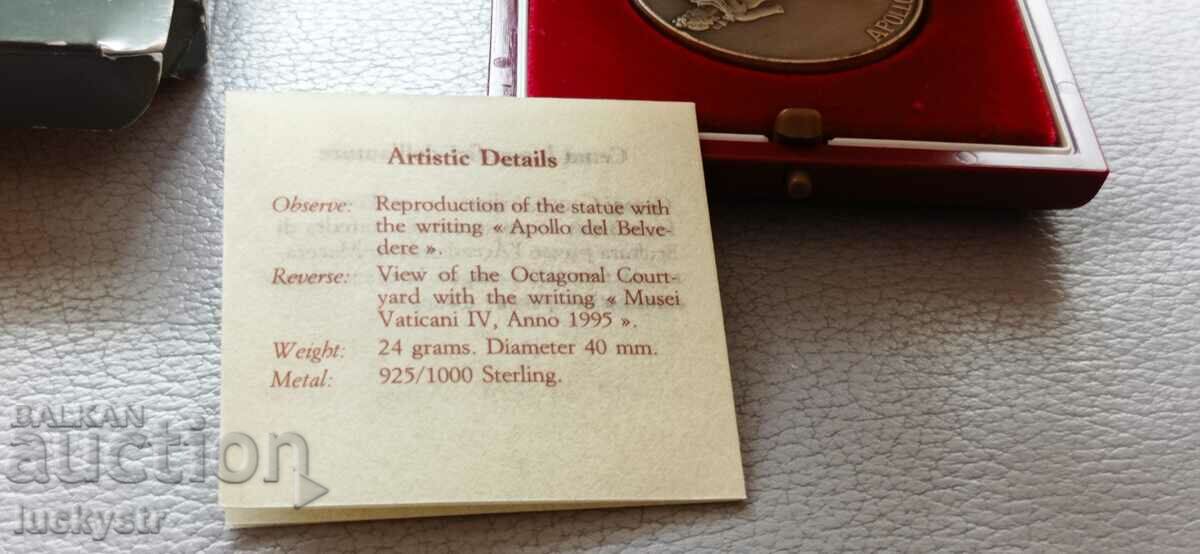 APOLLO
Artistic Details
Observe: Reproduction of the statue with
the writing « Apollo del Belve-
dere ».
Reverse: View of the Octagonal Court-
yard with the writing « Musei
Vaticani IV, Anno 1995 ».
Weight: 24 grams. Diameter 40 mm.
Metal: 925/1000 Sterling.
BALKAN
auction
luckystr